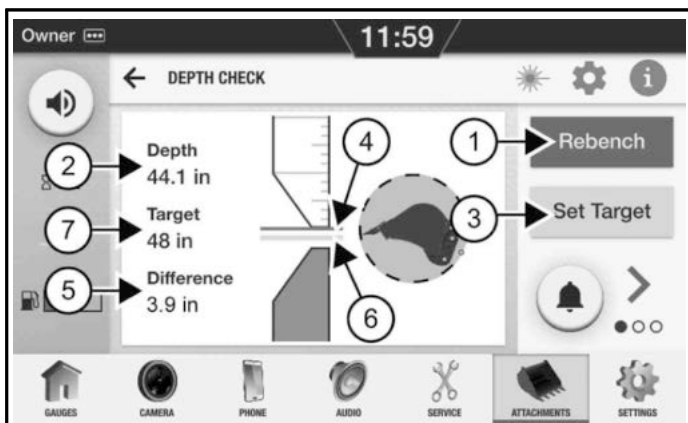 Owner
11:59
DEPTH CHECK
i
1
Rebench
2
Depth
44.1 in
4
7
Target
48 in
3
Set Target
5
Difference
3.9 in
6
GAUGES
CAMERA
PHONE
AUDIO
SERVICE
ATTACHMENTS
SETTINGS